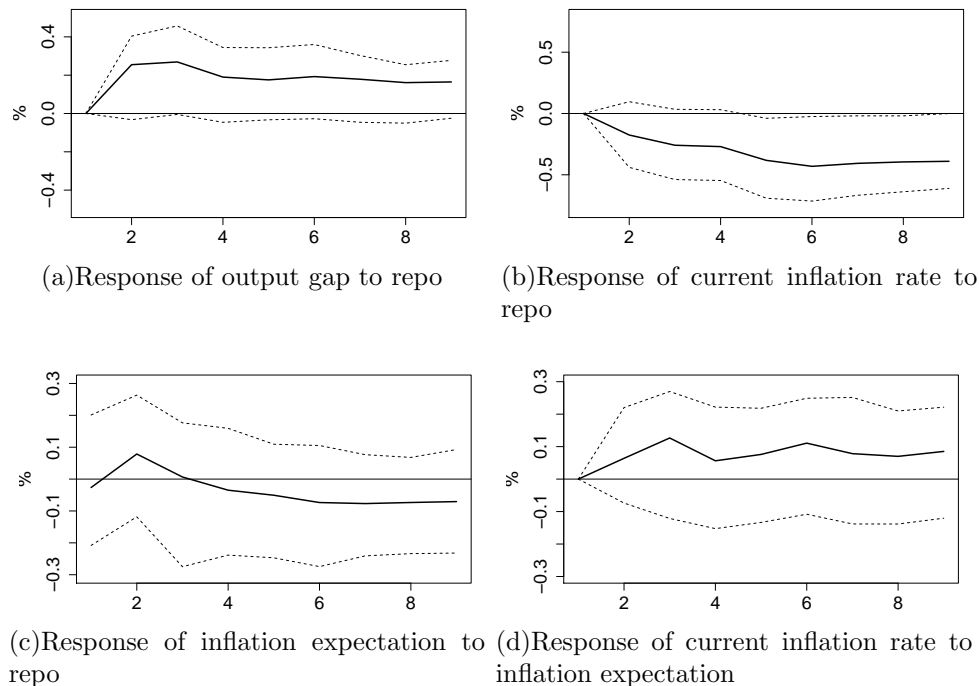 0.4
0.0
−0.4
%
2 4 6 8
(a)Response of output gap to repo
0.5
0.0
−0.5
%
2 4 6 8
(b)Response of current inflation rate to
repo
0.3
0.1
−0.1
−0.3
%
2 4 6 8
(c)Response of inflation expectation to
repo
0.3
0.1
−0.1
−0.3
%
2 4 6 8
(d)Response of current inflation rate to
inflation expectation